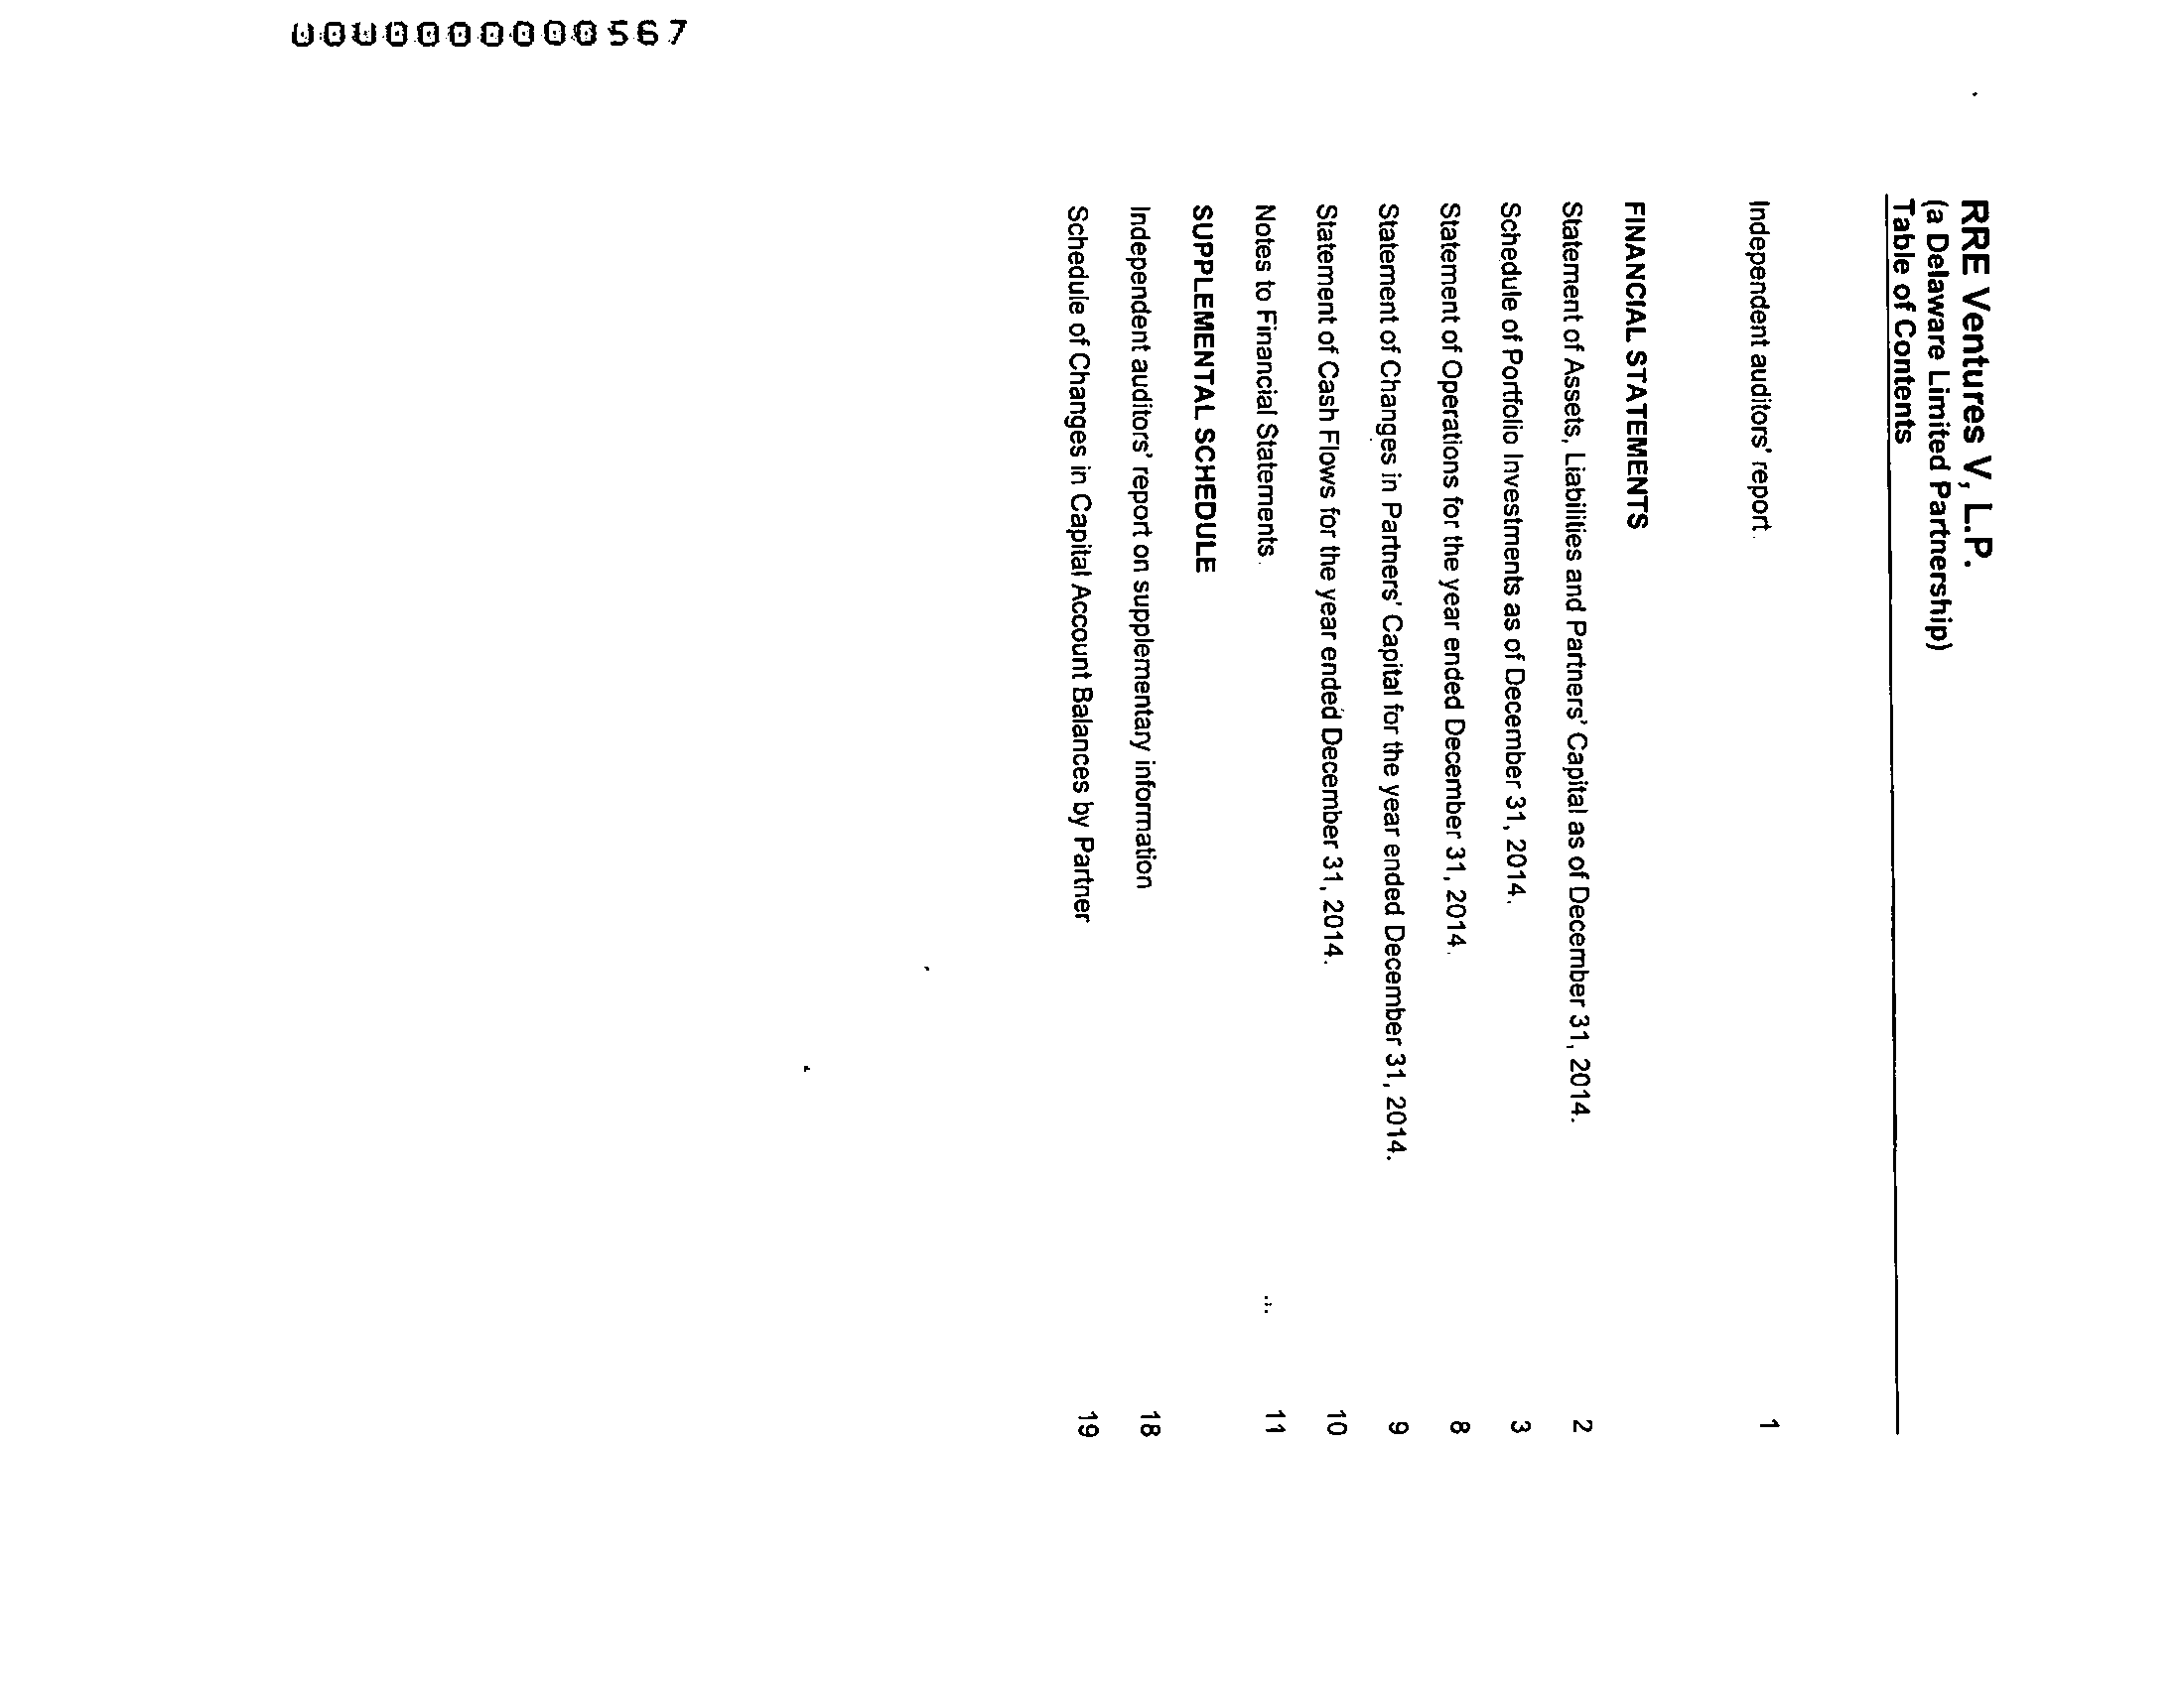 0000000000567
RRE Ventures V, L.P.
(a Delaware Limited Partnership)
Table of Contents
Independent auditors' report. 1
FINANCIAL STATEMENTS
Statement of Assets, Liabilities and Partners' Capital as of December 31, 2014. 2
Schedule of Portfolio Investments as of December 31, 2014. 3
Statement of Operations for the year ended December 31, 2014. 8
Statement of Changes in Partners' Capital for the year ended December 31, 2014. 9
Statement of Cash Flows for the year ended December 31, 2014. 10
Notes to Financial Statements. 11
SUPPLEMENTAL SCHEDULE
Independent auditors' report on supplementary information 18
Schedule of Changes in Capital Account Balances by Partner 19